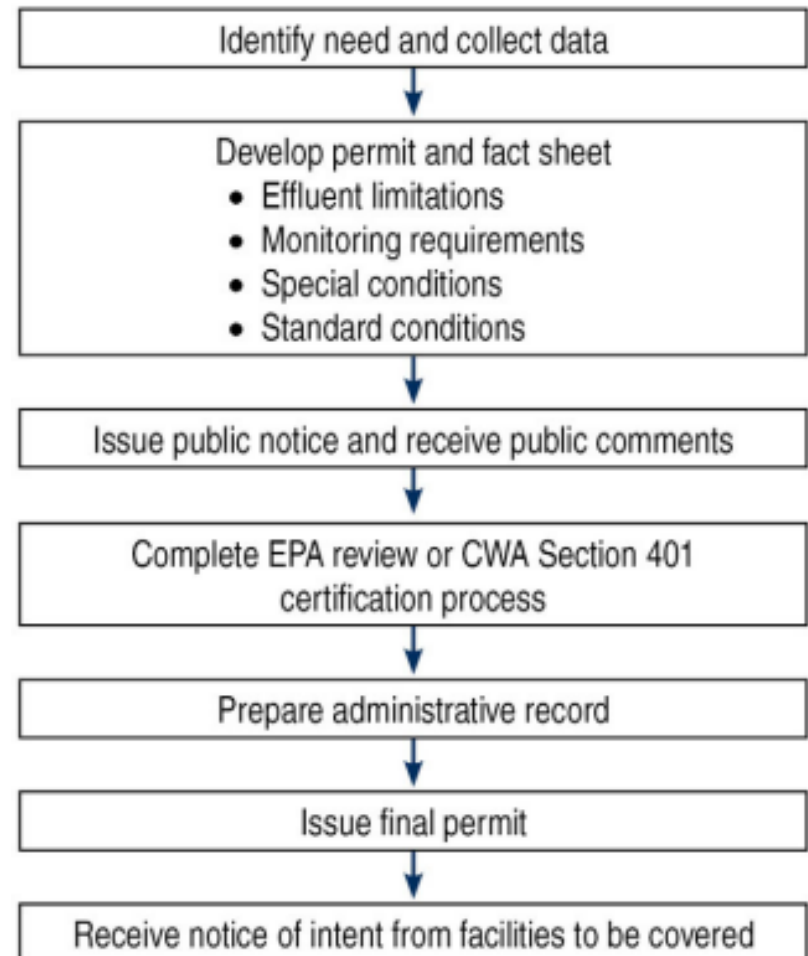 Identify need and collect data
Develop permit and fact sheet
• Effluent limitations
• Monitoring requirements
• Special conditions
• Standard conditions
Issue public notice and receive public comments
Complete EPA review or CWA Section 401
certification process
Prepare administrative record
Issue final permit
Receive notice of intent from facilities to be covered